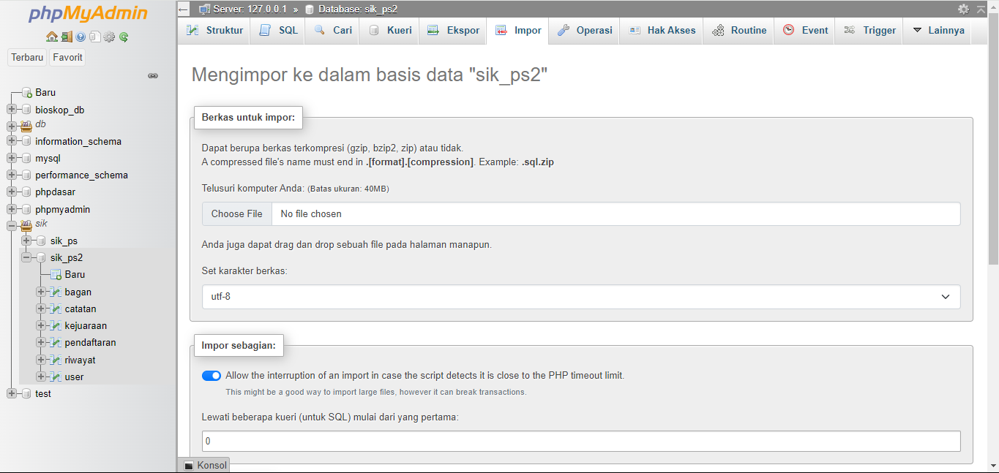 phpMyAdmin
Terbaru Favorit
Baru
bioskop_db
db
information_schema
mysql
performance_schema
phpdasar
phpmyadmin
sik
sik_ps
sik_ps2
Baru
bagan
catatan
kejuaraan
pendaftaran
riwayat
user
test
Server: 127.0.0.1 » Database: sik_ps2
Struktur SQL Cari Kueri Ekspor Impor Operasi Hak Akses Routine Event Trigger Lainnya
Mengimpor ke dalam basis data "sik_ps2"
Berkas untuk impor:
Dapat berupa berkas terkompresi (gzip, bzip2, zip) atau tidak.
A compressed file's name must end in .[format].[compression]. Example: .sql.zip
Telusuri komputer Anda: (Batas ukuran: 40MB)
Choose File No file chosen
Anda juga dapat drag dan drop sebuah file pada halaman manapun.
Set karakter berkas:
utf-8
Impor sebagian:
Allow the interruption of an import in case the script detects it is close to the PHP timeout limit.
This might be a good way to import large files, however it can break transactions.
Lewati beberapa kueri (untuk SQL) mulai dari yang pertama:
0
Konsol